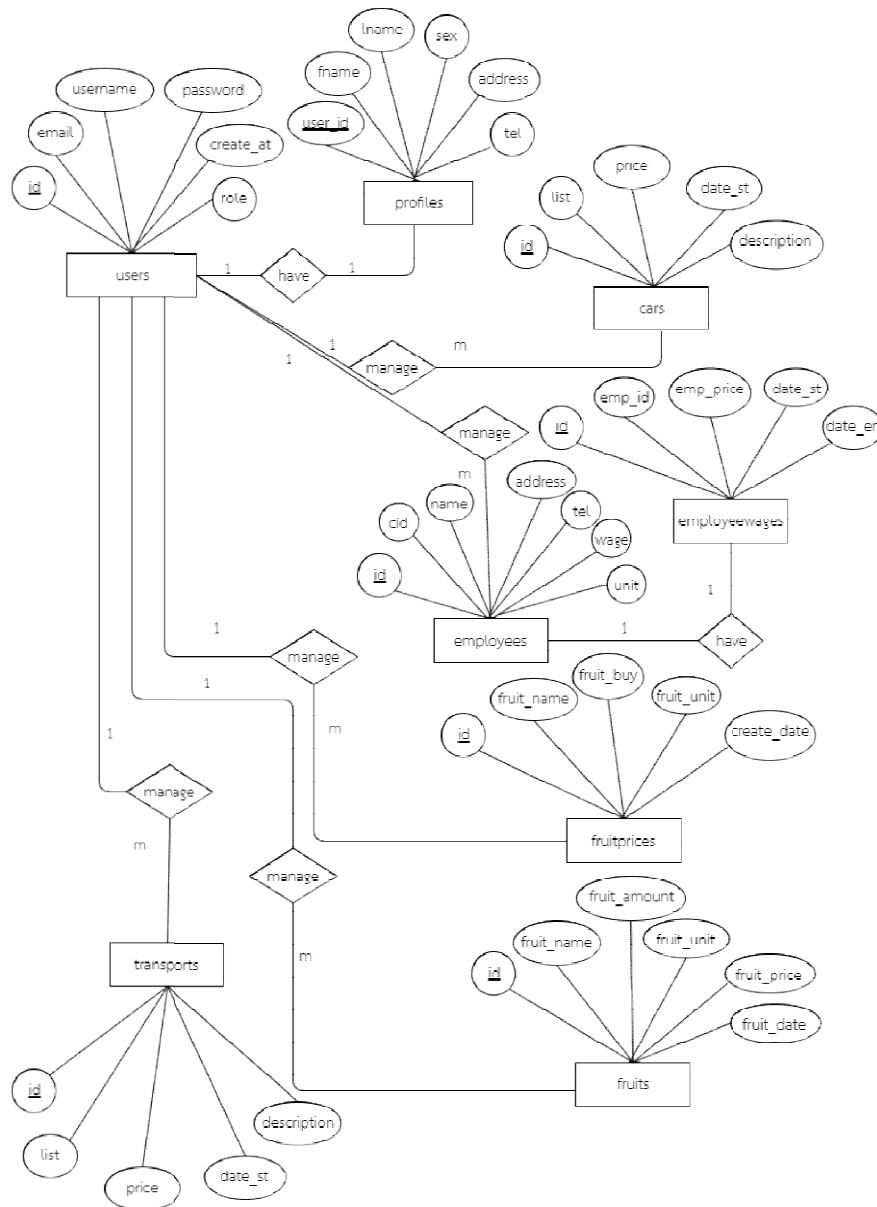 lname
sex
fname
address
username
password
user_id
tel
email
create_at
price
id
role
list
date_st
profiles
id
description
users
1
have
1
cars
1
m
1
manage
emp_price
date_st
emp_id
id
manage
m
address
name
employeewages
cid
tel
wage
id
unit
1
1
employees
1
have
manage
1
fruit_buy
fruit_name
fruit_unit
m
id
create_date
1
manage
fruitprices
m
manage
fruit_amount
fruit_name
fruit_unit
m
transports
id
fruit_price
fruit_date
id
fruits
description
list
date_st
price